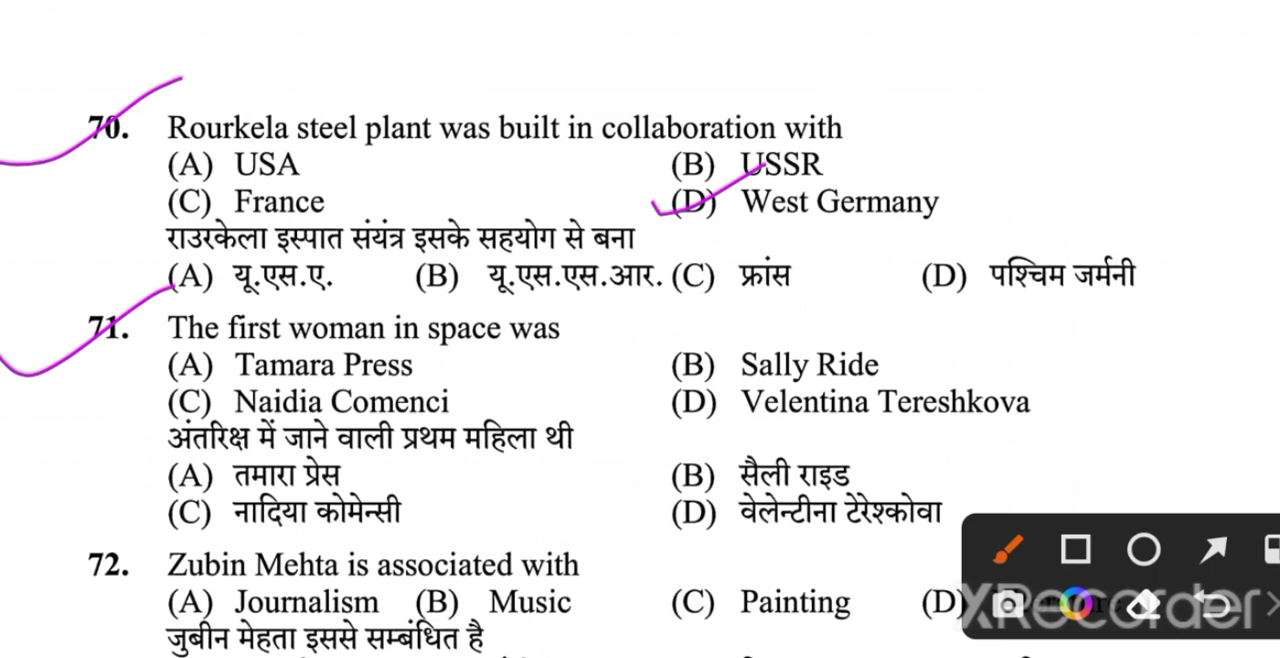 70. Rourkela steel plant was built in collaboration with
(A) USA (B) USSR
(C) France (D) West Germany
राउरकेला इस्पात संयंत्र इसके सहयोग से बना
(A) यू.एस.ए. (B) यू.एस.एस.आर. (C) फ्रांस (D) पश्चिम जर्मनी
71. The first woman in space was
(A) Tamara Press (B) Sally Ride
(C) Naidia Comenci (D) Velentina Tereshkova
अंतरिक्ष में जाने वाली प्रथम महिला थी
(A) तमारा प्रेस (B) सैली राइड
(C) नादिया कोमेन्सी (D) वेलेन्टीना टेरेश्कोवा
72. Zubin Mehta is associated with
(A) Journalism (B) Music (C) Painting (D)
XRecorder
जुबीन मेहता इससे सम्बंधित है